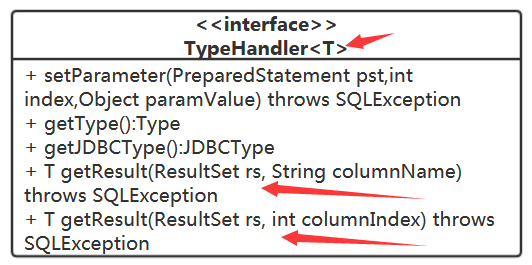 <<interface>>
TypeHandler<T>
+ setParameter(PreparedStatement pst,int
index,Object paramValue) throws SQLException
+ getType():Type
+ getJDBCType():JDBCType
+ T getResult(ResultSet rs, String columnName)
throws SQLException
+ T getResult(ResultSet rs, int columnIndex) throws
SQLException